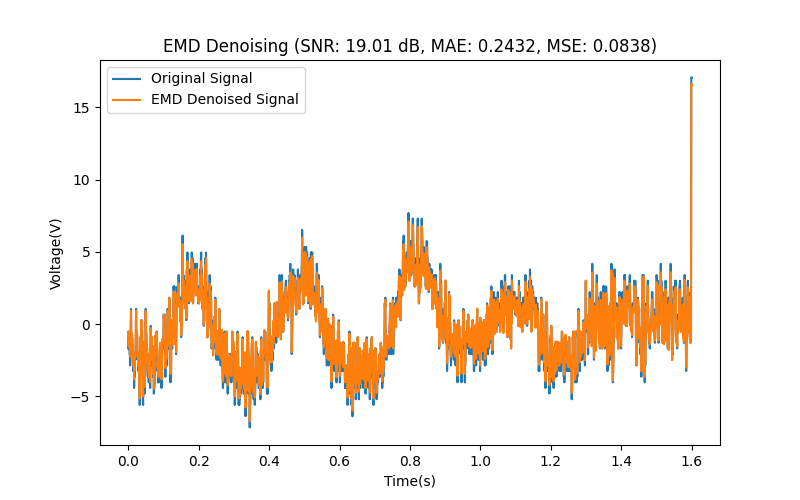 EMD Denoising (SNR: 19.01 dB, MAE: 0.2432, MSE: 0.0838)
Original Signal
EMD Denoised Signal
15
10
5
0
−5
Voltage(V)
0.0 0.2 0.4 0.6 0.8 1.0 1.2 1.4 1.6
Time(s)